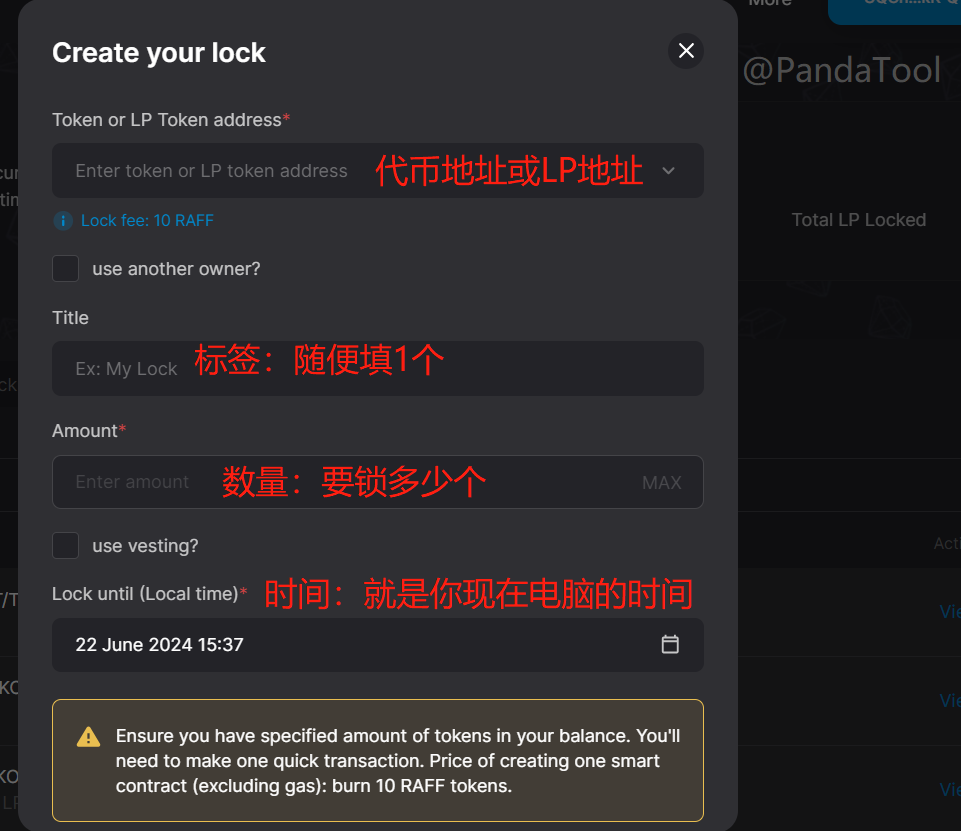 More
Create your lock
@PandaTool
Token or LP Token address*
Enter token or LP token address 代币地址或LP地址
Lock fee: 10 RAFF
Total LP Locked
use another owner?
Title
Ex: My Lock 标签：随便填1个
Amount*
Enter amount 数量：要锁多少个 MAX
use vesting?
Lock until (Local time)* 时间：就是你现在电脑的时间
22 June 2024 15:37
Ensure you have specified amount of tokens in your balance. You'll
need to make one quick transaction. Price of creating one smart
contract (excluding gas): burn 10 RAFF tokens.